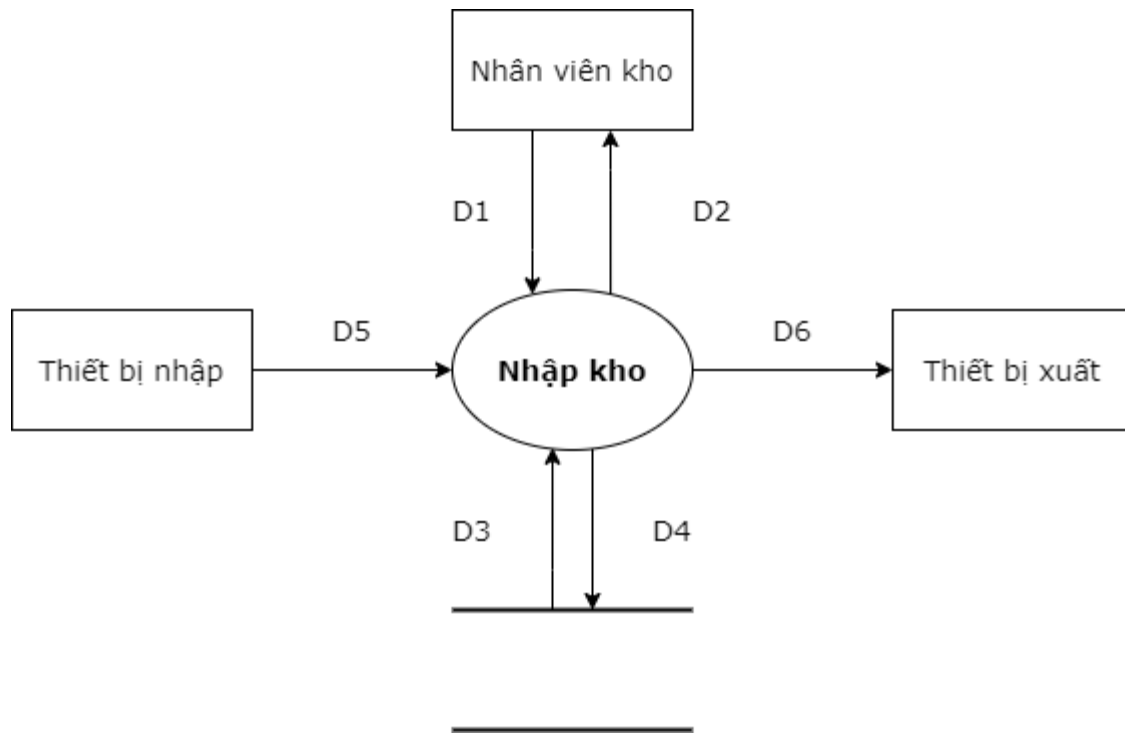 Nhân viên kho
D1
D2
D5
D6
Thiết bị nhập
Nhập kho
Thiết bị xuất
D3
D4